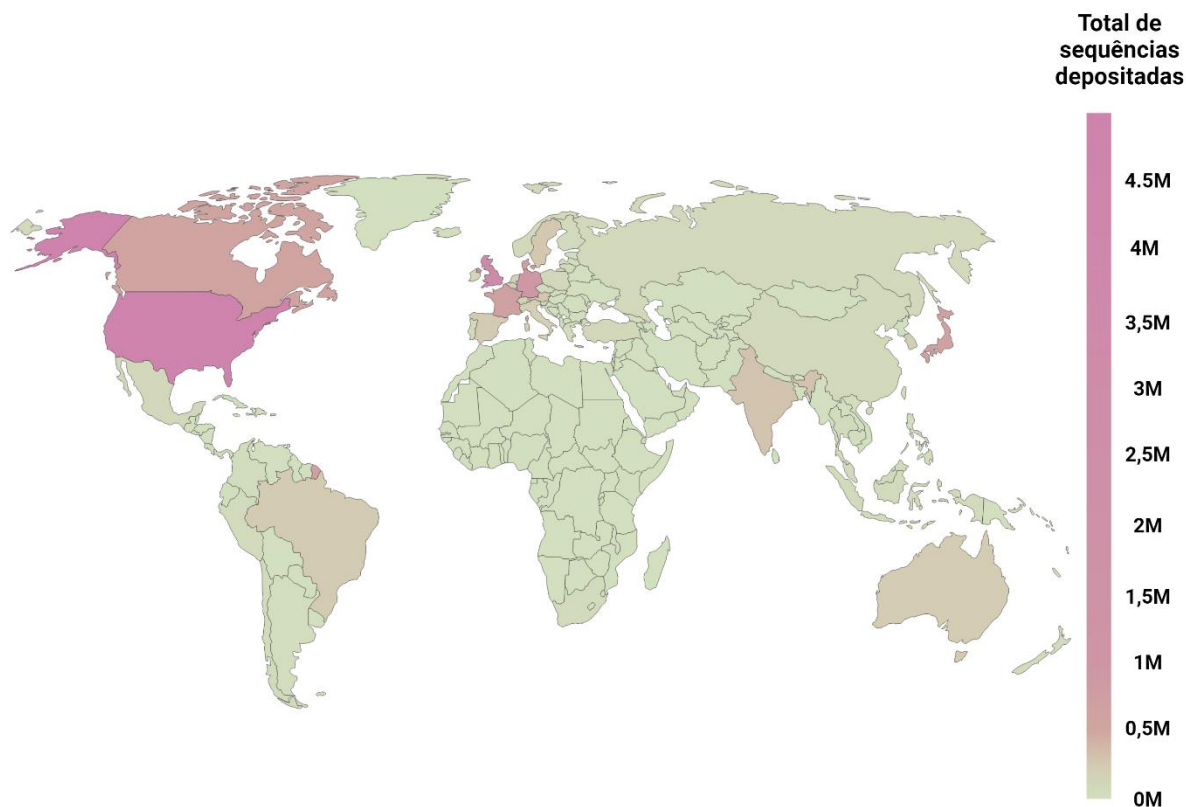 Total de
sequências
depositadas
4.5M
4M
3,5M
3M
2,5M
2M
1,5M
1M
0,5M
0M